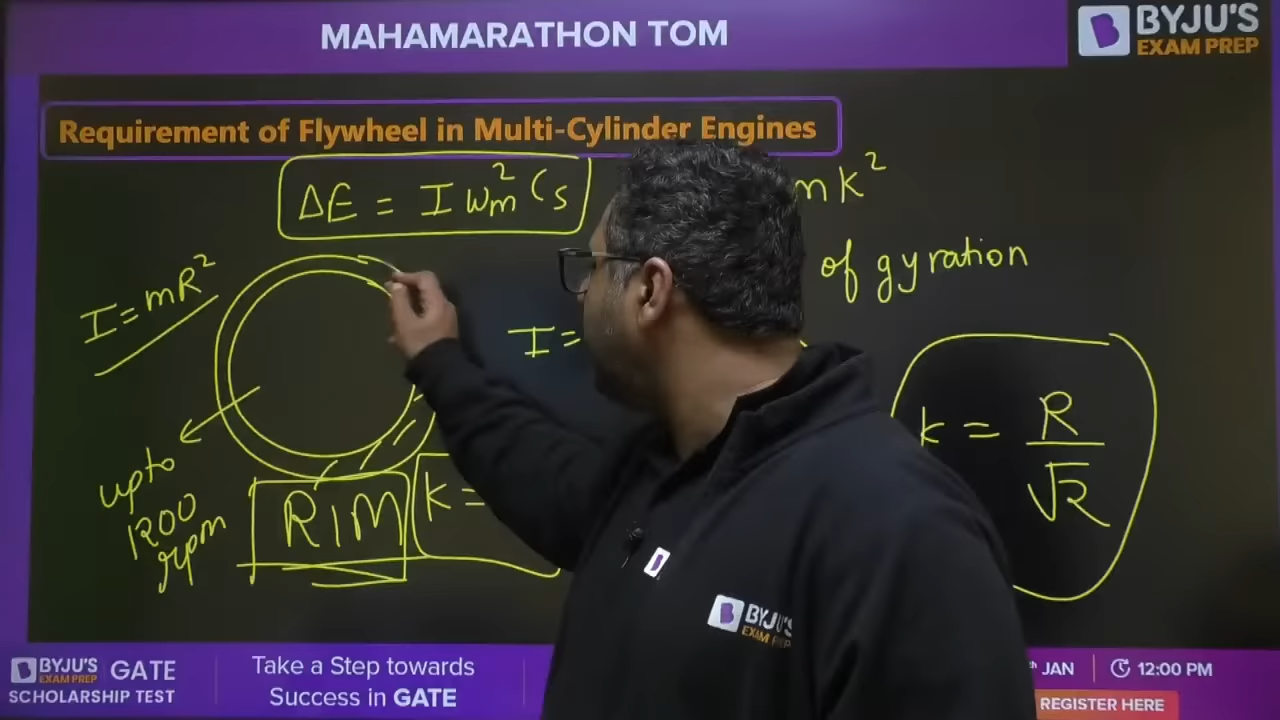 MAHAMARATHON TOM
BYJU'S
EXAM PREP
Requirement of Flywheel in Multi-Cylinder Engines
ΔE = I ωm² Cs
mk²
of gyration
I = mR²
I =
k = R/√2
upto
1200
rpm
RIM
k =
BYJU'S
EXAM PREP
BYJU'S
EXAM PREP
GATE
SCHOLARSHIP TEST
Take a Step towards
Success in GATE
JAN
12:00 PM
REGISTER HERE